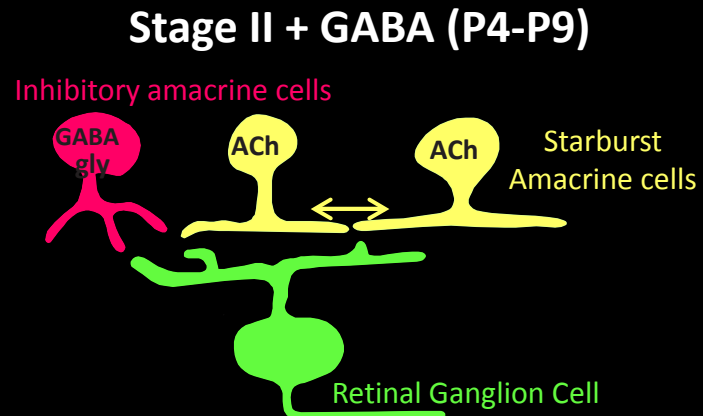 Stage II + GABA (P4-P9)
Inhibitory amacrine cells
GABA
gly
ACh
ACh
Starburst
Amacrine cells
Retinal Ganglion Cell